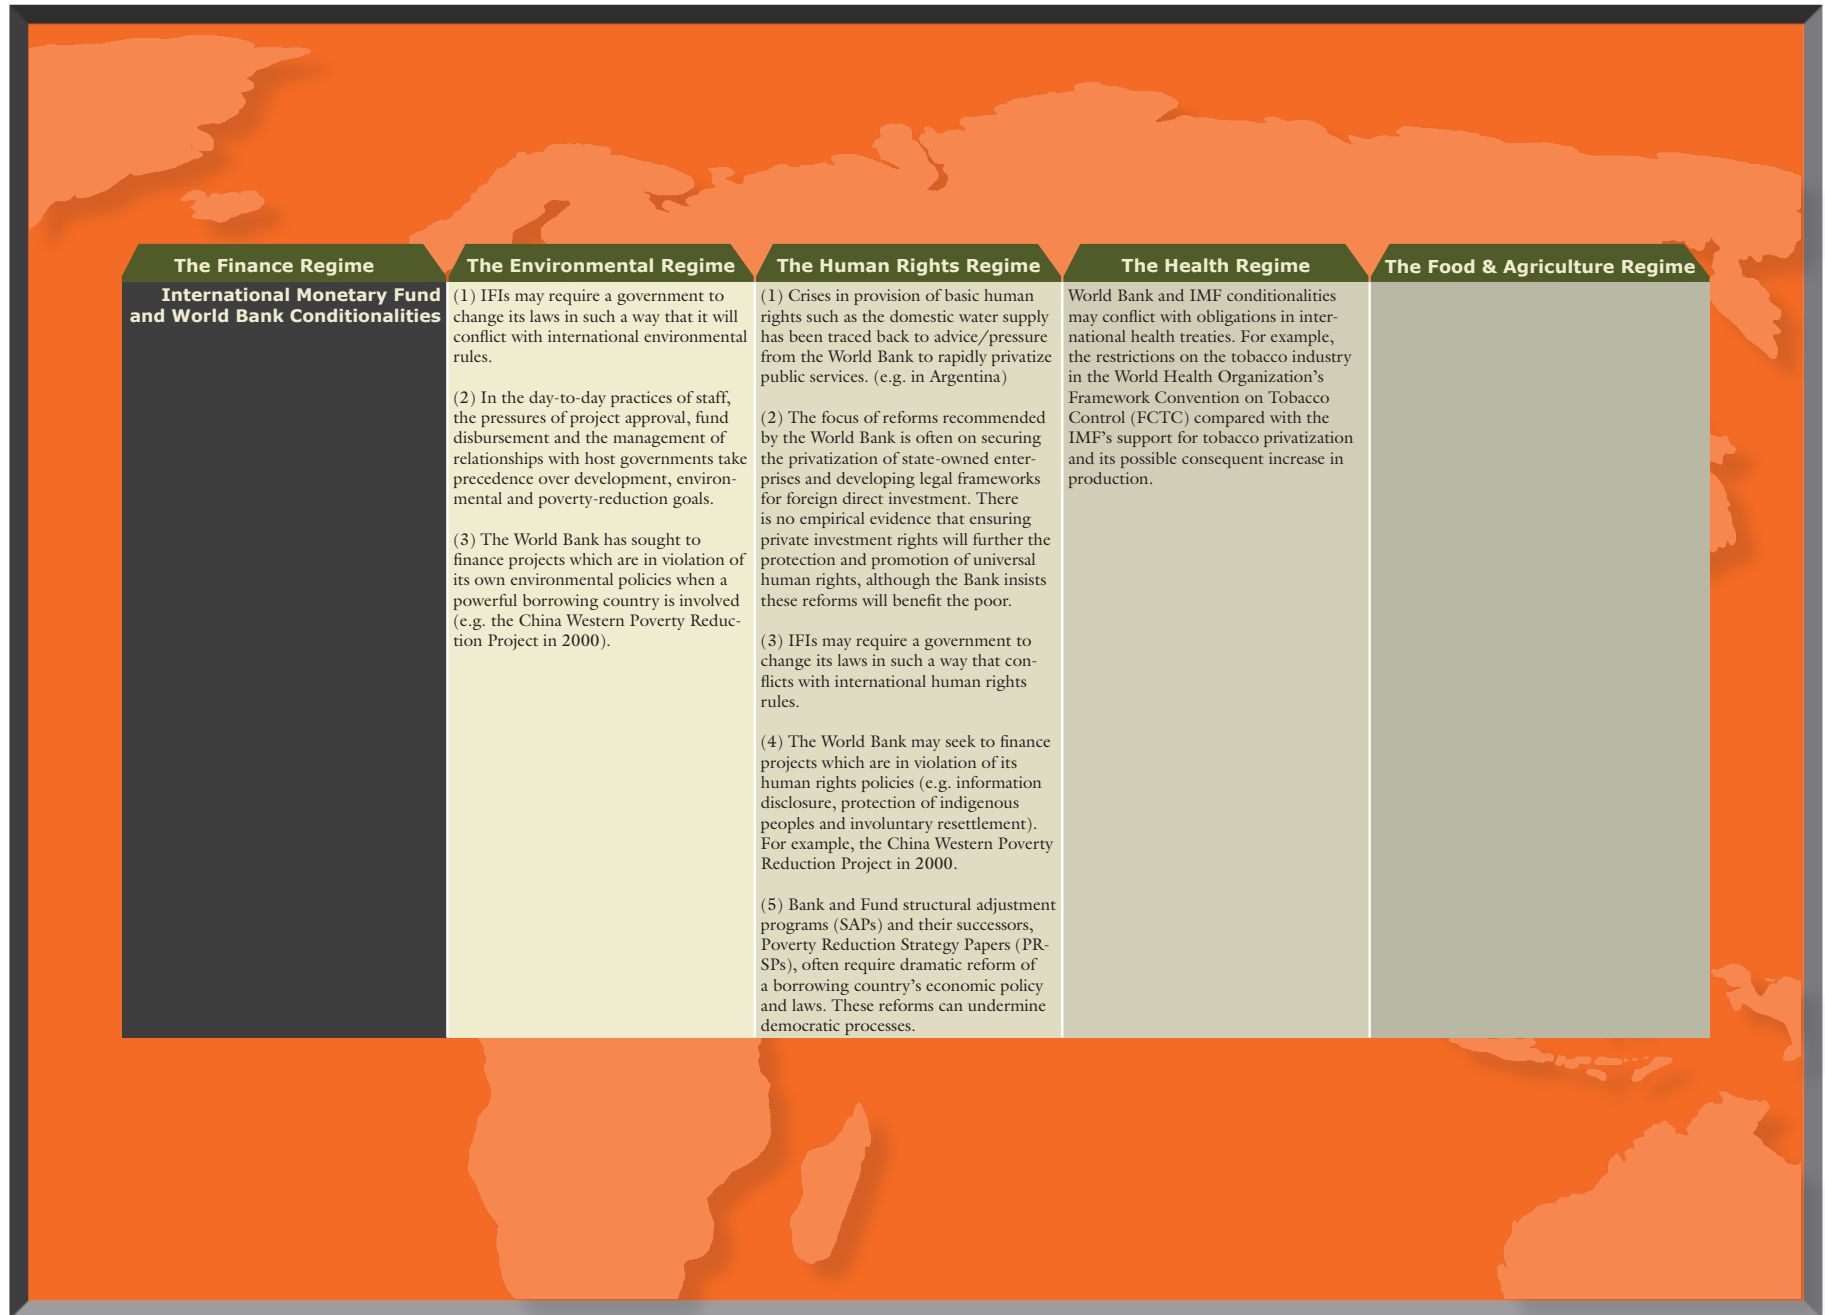 The Finance Regime
The Environmental Regime
The Human Rights Regime
The Health Regime
The Food & Agriculture Regime
International Monetary Fund
and World Bank Conditionalities
(1) IFIs may require a government to
change its laws in such a way that it will
conflict with international environmental
rules.
(2) In the day-to-day practices of staff,
the pressures of project approval, fund
disbursement and the management of
relationships with host governments take
precedence over development, environ-
mental and poverty-reduction goals.
(3) The World Bank has sought to
finance projects which are in violation of
its own environmental policies when a
powerful borrowing country is involved
(e.g. the China Western Poverty Reduc-
tion Project in 2000).
(1) Crises in provision of basic human
rights such as the domestic water supply
has been traced back to advice/pressure
from the World Bank to rapidly privatize
public services. (e.g. in Argentina)
(2) The focus of reforms recommended
by the World Bank is often on securing
the privatization of state-owned enter-
prises and developing legal frameworks
for foreign direct investment. There
is no empirical evidence that ensuring
private investment rights will further the
protection and promotion of universal
human rights, although the Bank insists
these reforms will benefit the poor.
(3) IFIs may require a government to
change its laws in such a way that con-
flicts with international human rights
rules.
(4) The World Bank may seek to finance
projects which are in violation of its
human rights policies (e.g. information
disclosure, protection of indigenous
peoples and involuntary resettlement).
For example, the China Western Poverty
Reduction Project in 2000.
(5) Bank and Fund structural adjustment
programs (SAPs) and their successors,
Poverty Reduction Strategy Papers (PR-
SPs), often require dramatic reform of
a borrowing country's economic policy
and laws. These reforms can undermine
democratic processes.
World Bank and IMF conditionalities
may conflict with obligations in inter-
national health treaties. For example,
the restrictions on the tobacco industry
in the World Health Organization's
Framework Convention on Tobacco
Control (FCTC) compared with the
IMF's support for tobacco privatization
and its possible consequent increase in
production.